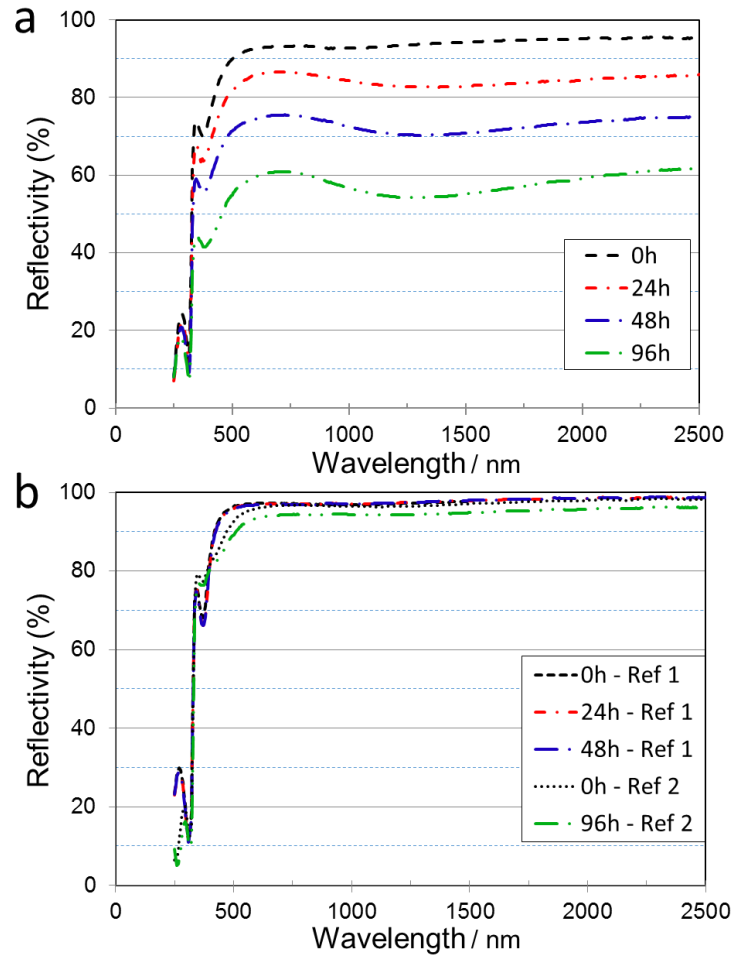 a
100
80
60
40
20
0
Reflectivity (%)
0h
24h
48h
96h
0 500 1000 1500 2000 2500
Wavelength / nm
b
100
80
60
40
20
0
Reflectivity (%)
0h - Ref 1
24h - Ref 1
48h - Ref 1
0h - Ref 2
96h - Ref 2
0 500 1000 1500 2000 2500
Wavelength / nm